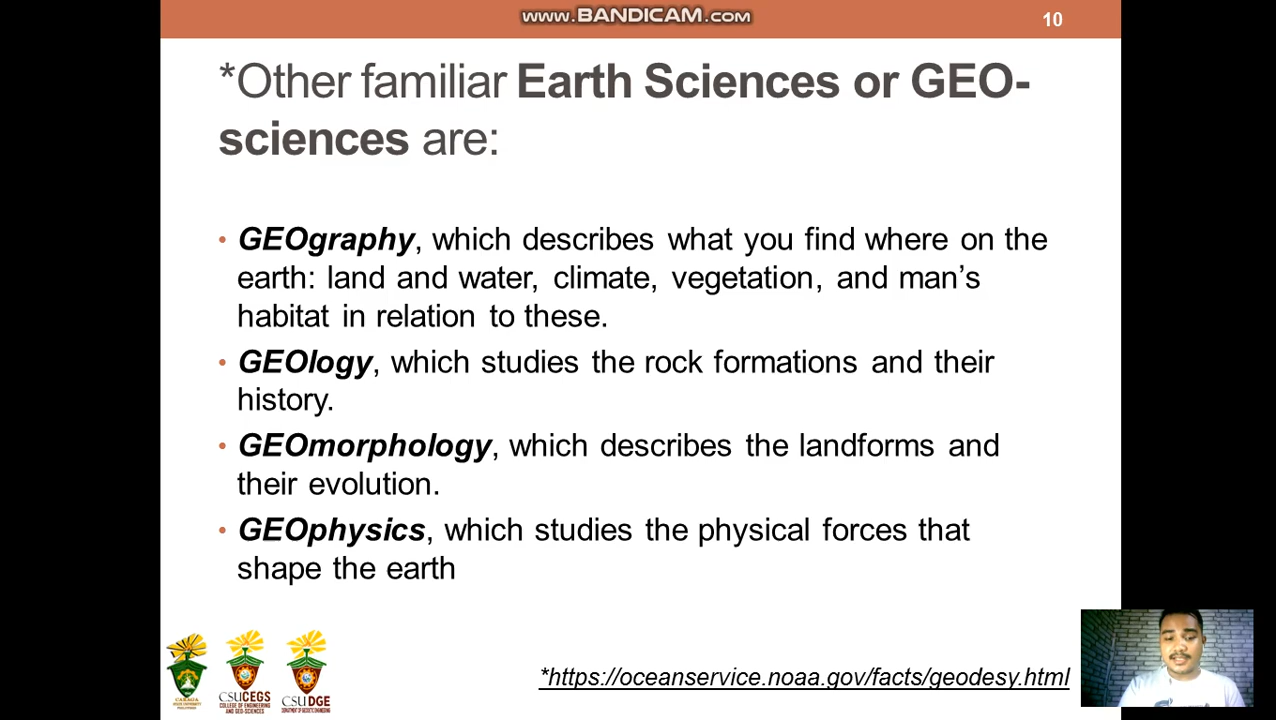 www.BANDICAM.com
10
*Other familiar Earth Sciences or GEO-
sciences are:
• GEOgraphy, which describes what you find where on the
earth: land and water, climate, vegetation, and man's
habitat in relation to these.
• GEOlogy, which studies the rock formations and their
history.
• GEOmorphology, which describes the landforms and
their evolution.
• GEOphysics, which studies the physical forces that
shape the earth
CARAGA
STATE UNIVERSITY
CSUCEGS
COLLEGE OF ENGINEERING
AND GEO-SCIENCES
CSUDGE
DEPARTMENT OF GEODETIC ENGINEERING
*https://oceanservice.noaa.gov/facts/geodesy.html